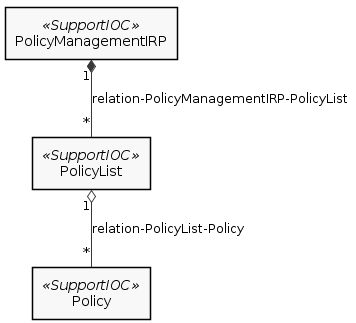 «SupportIOC»
PolicyManagementIRP
1
relation-PolicyManagementIRP-PolicyList
*
«SupportIOC»
PolicyList
1
relation-PolicyList-Policy
*
«SupportIOC»
Policy